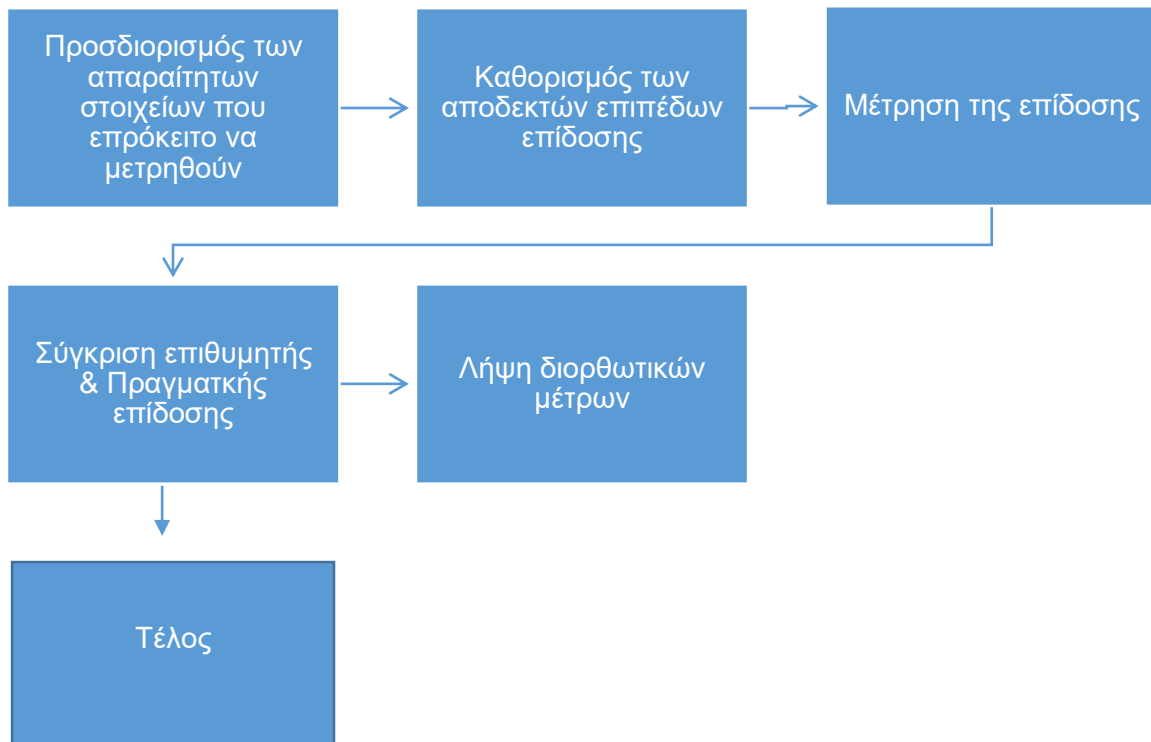 Προσδιορισμός των
απαραίτητων
στοιχείων που
επρόκειτο να
μετρηθούν
Καθορισμός των
αποδεκτών επιπέδων
επίδοσης
Μέτρηση της επίδοσης
Σύγκριση επιθυμητής
& Πραγματκής
επίδοσης
Λήψη διορθωτικών
μέτρων
Τέλος